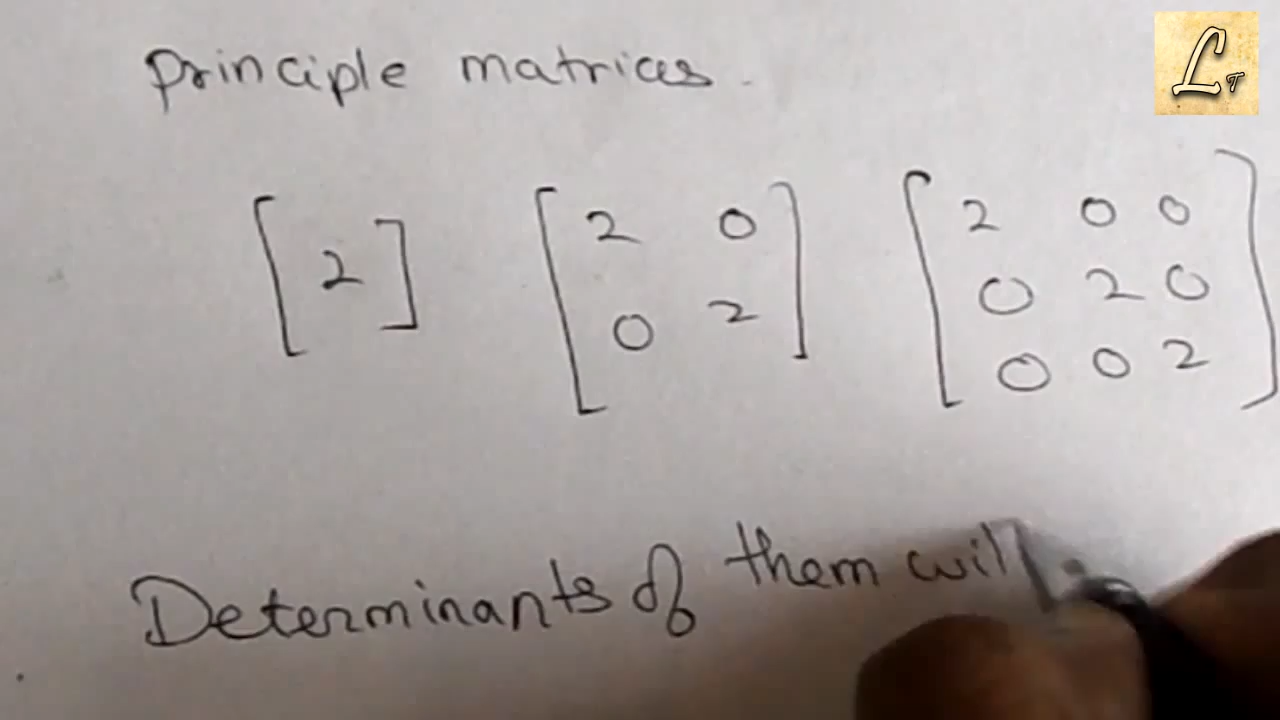 principle matrices.
[2] [2 0 [2 0 0
0 2] 0 2 0
0 0 2]
Determinants of them will
LT